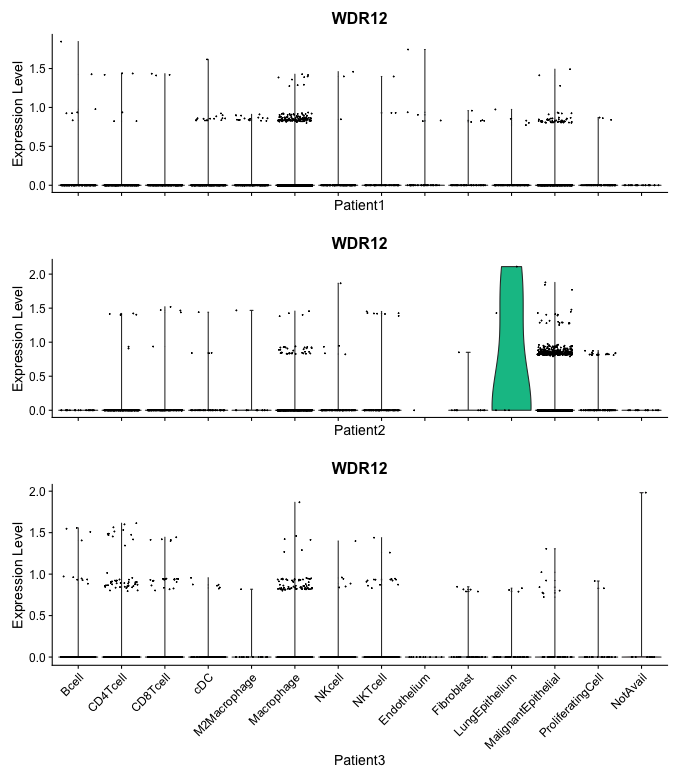 WDR12
Expression Level
1.5
1.0
0.5
0.0
Patient1
WDR12
Expression Level
2.0
1.5
1.0
0.5
0.0
Patient2
WDR12
Expression Level
2.0
1.5
1.0
0.5
0.0
Bcell
CD4Tcell
CD8Tcell
cDC
M2Macrophage
Macrophage
NKcell
NKTcell
Endothelium
Fibroblast
LungEpithelium
MalignantEpithelial
ProliferatingCell
NotAvail
Patient3